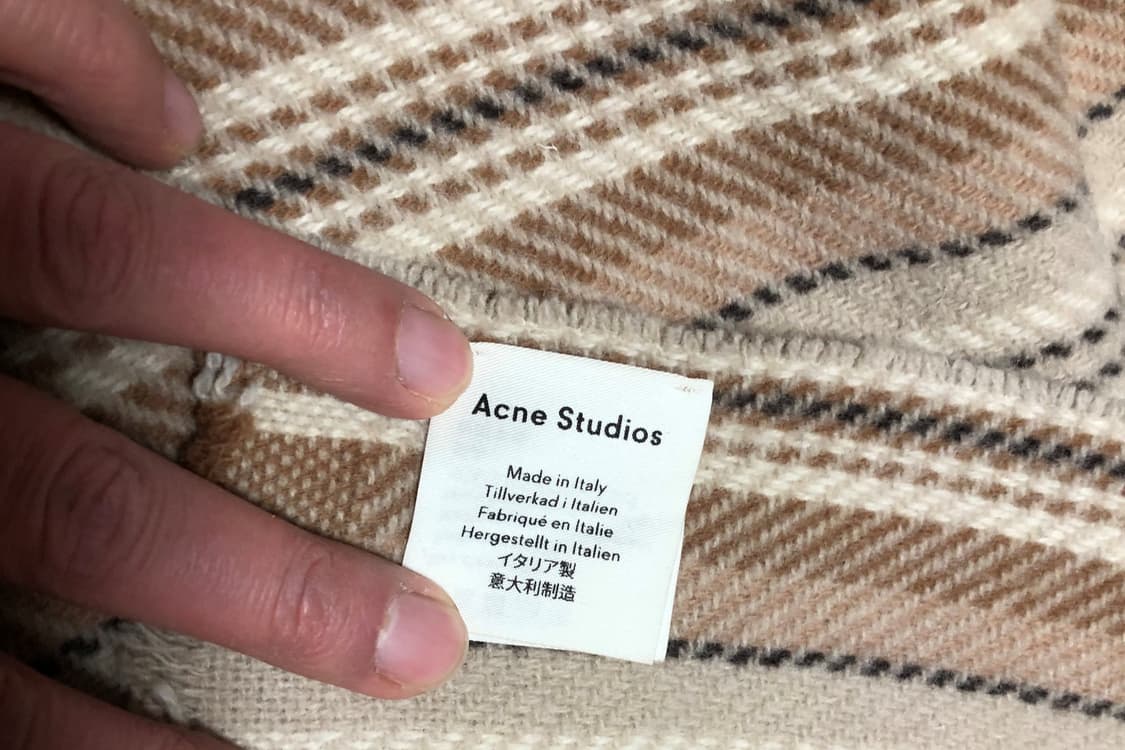 Acne Studios
Made in Italy
Tillverkad i Italien
Fabriqué en Italie
Hergestellt in Italien
イタリア製
意大利制造